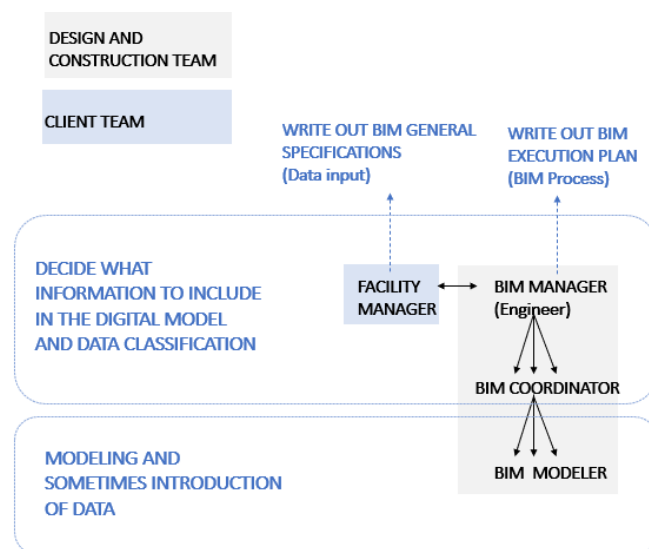 DESIGN AND
CONSTRUCTION TEAM
CLIENT TEAM
WRITE OUT BIM GENERAL
SPECIFICATIONS
(Data input)
WRITE OUT BIM
EXECUTION PLAN
(BIM Process)
DECIDE WHAT
INFORMATION TO INCLUDE
IN THE DIGITAL MODEL
AND DATA CLASSIFICATION
FACILITY
MANAGER
BIM MANAGER
(Engineer)
BIM COORDINATOR
MODELING AND
SOMETIMES INTRODUCTION
OF DATA
BIM MODELER